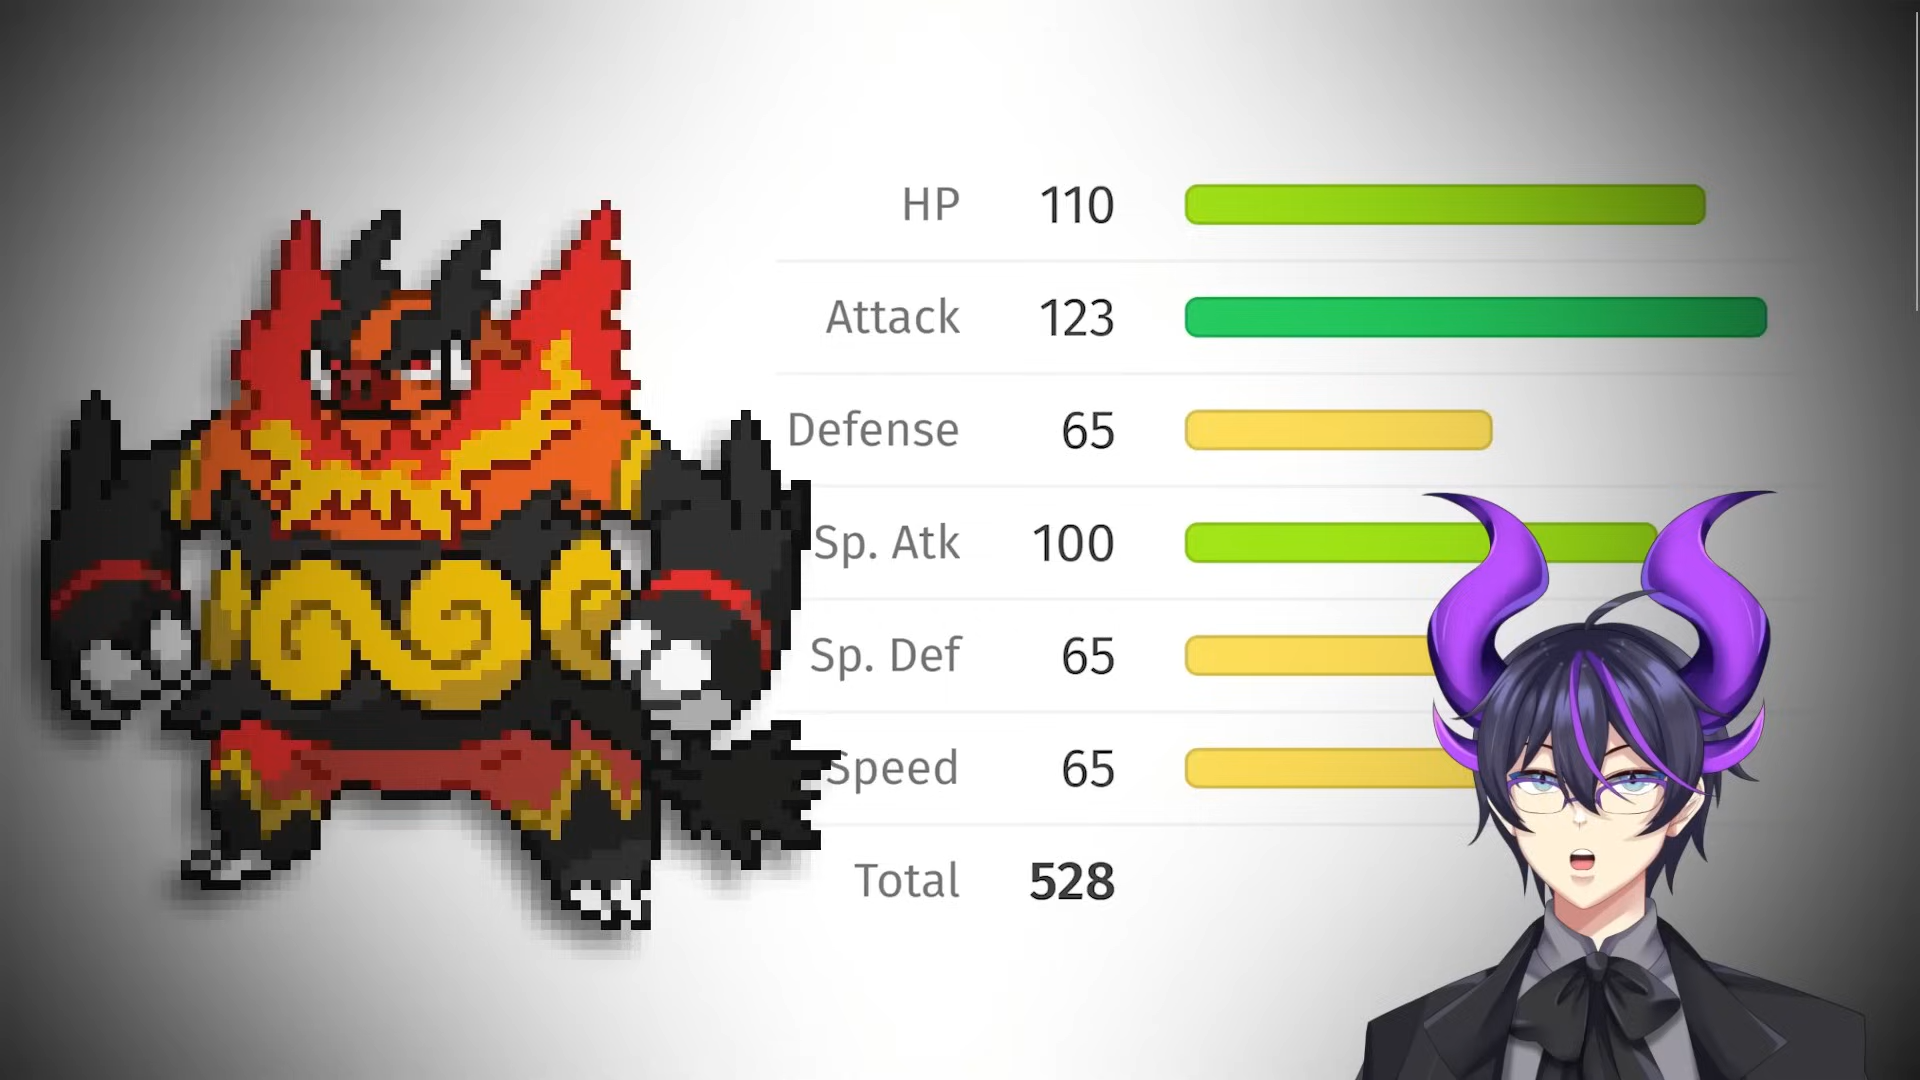 HP 110
Attack 123
Defense 65
Sp. Atk 100
Sp. Def 65
Speed 65
Total 528